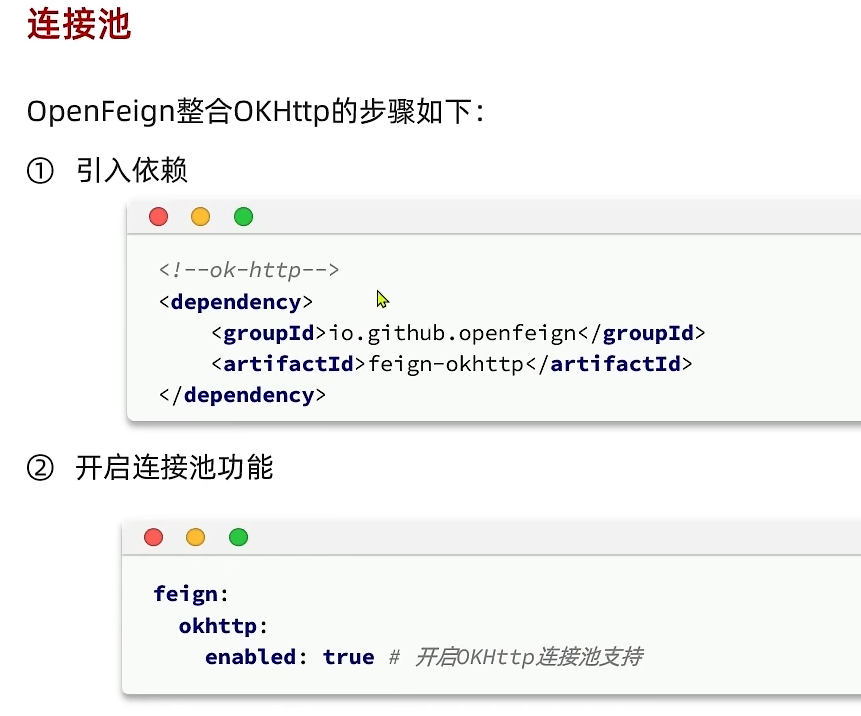 连接池
OpenFeign整合OKHttp的步骤如下：
① 引入依赖
<!--ok-http-->
<dependency>
    <groupId>io.github.openfeign</groupId>
    <artifactId>feign-okhttp</artifactId>
</dependency>
② 开启连接池功能
feign:
  okhttp:
    enabled: true # 开启OKHttp连接池支持